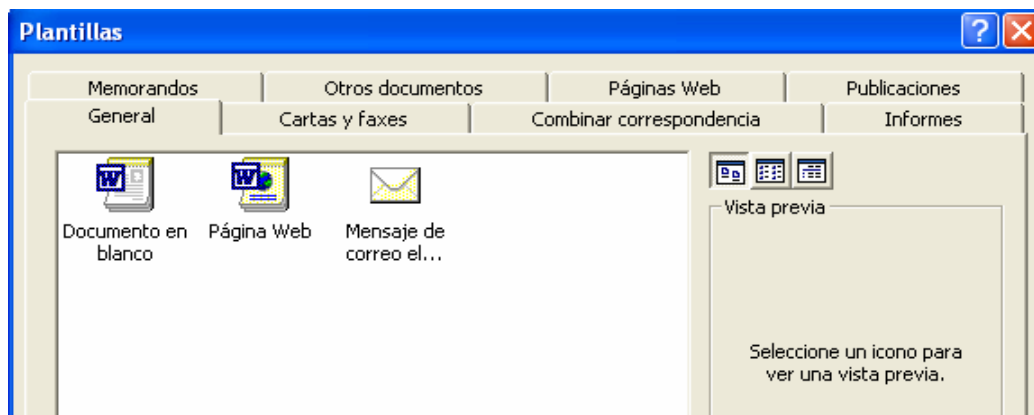 Plantillas
Memorandos Otros documentos Páginas Web Publicaciones
General Cartas y faxes Combinar correspondencia Informes
Documento en blanco
Página Web
Mensaje de correo el...
Vista previa
Seleccione un icono para
ver una vista previa.